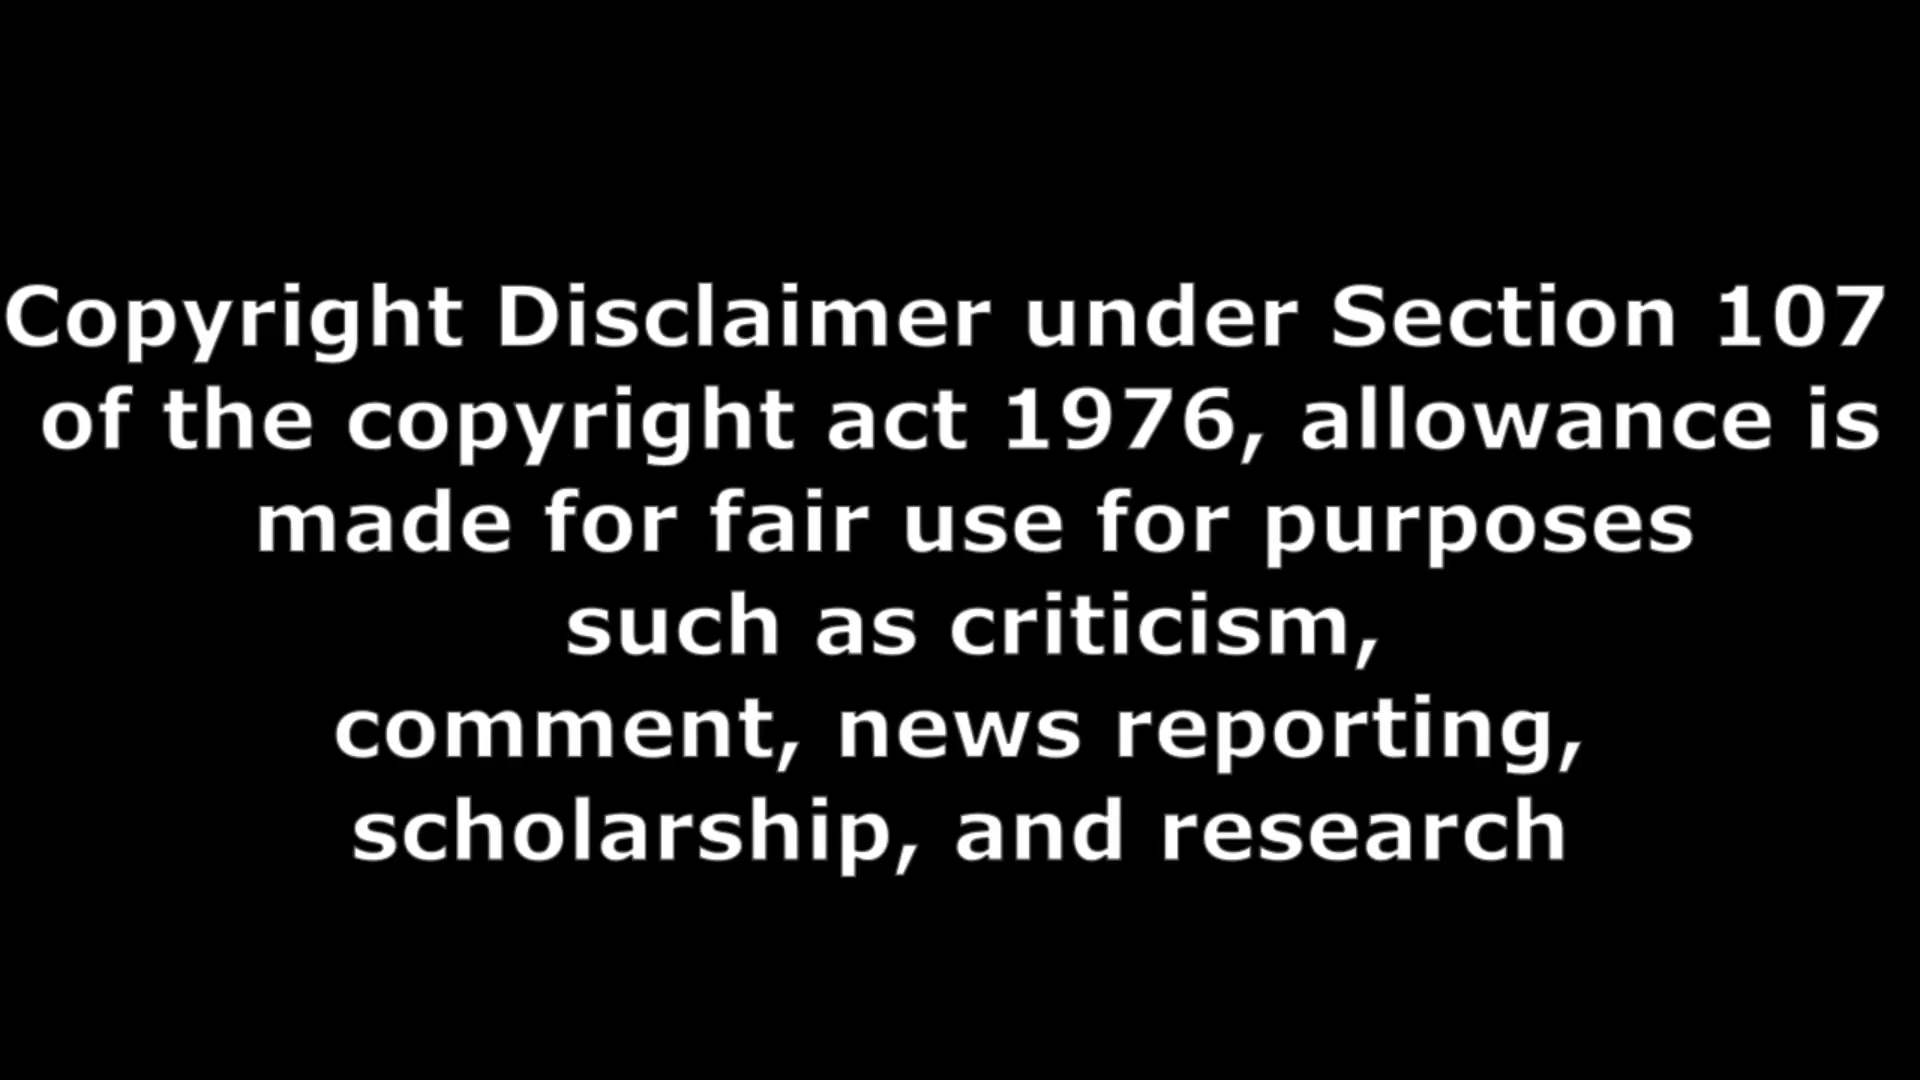 Copyright Disclaimer under Section 107
of the copyright act 1976, allowance is
made for fair use for purposes
such as criticism,
comment, news reporting,
scholarship, and research